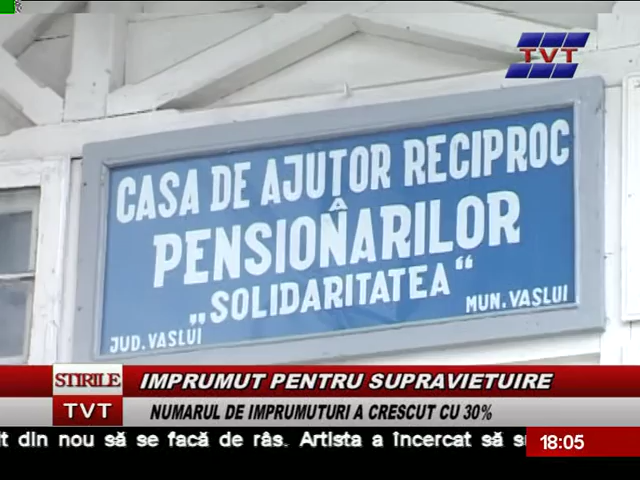 TVT
CASA DE AJUTOR RECIPROC
A
PENSIONARILOR
„SOLIDARITATEA“
JUD. VASLUI
MUN. VASLUI
STIRILE
TVT
IMPRUMUT PENTRU SUPRAVIETUIRE
NUMARUL DE IMPRUMUTURI A CRESCUT CU 30%
t din nou să se facă de râs. Artista a încercat să
18:05